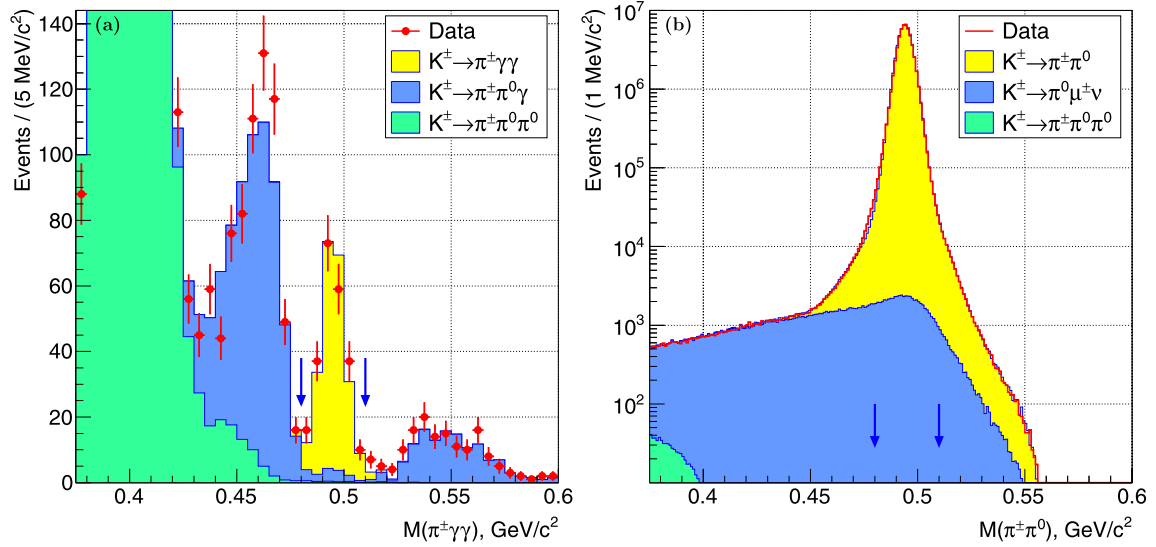 (a)
Events / (5 MeV/c²)
140
120
100
80
60
40
20
0
0.4
0.45
0.5
0.55
0.6
M(π±γγ), GeV/c²
Data
K±→π±γγ
K±→π±π⁰γ
K±→π±π⁰π⁰
(b)
Events / (1 MeV/c²)
10⁷
10⁶
10⁵
10⁴
10³
10²
0.4
0.45
0.5
0.55
0.6
M(π±π⁰), GeV/c²
Data
K±→π±π⁰
K±→π⁰μ±ν
K±→π±π⁰π⁰